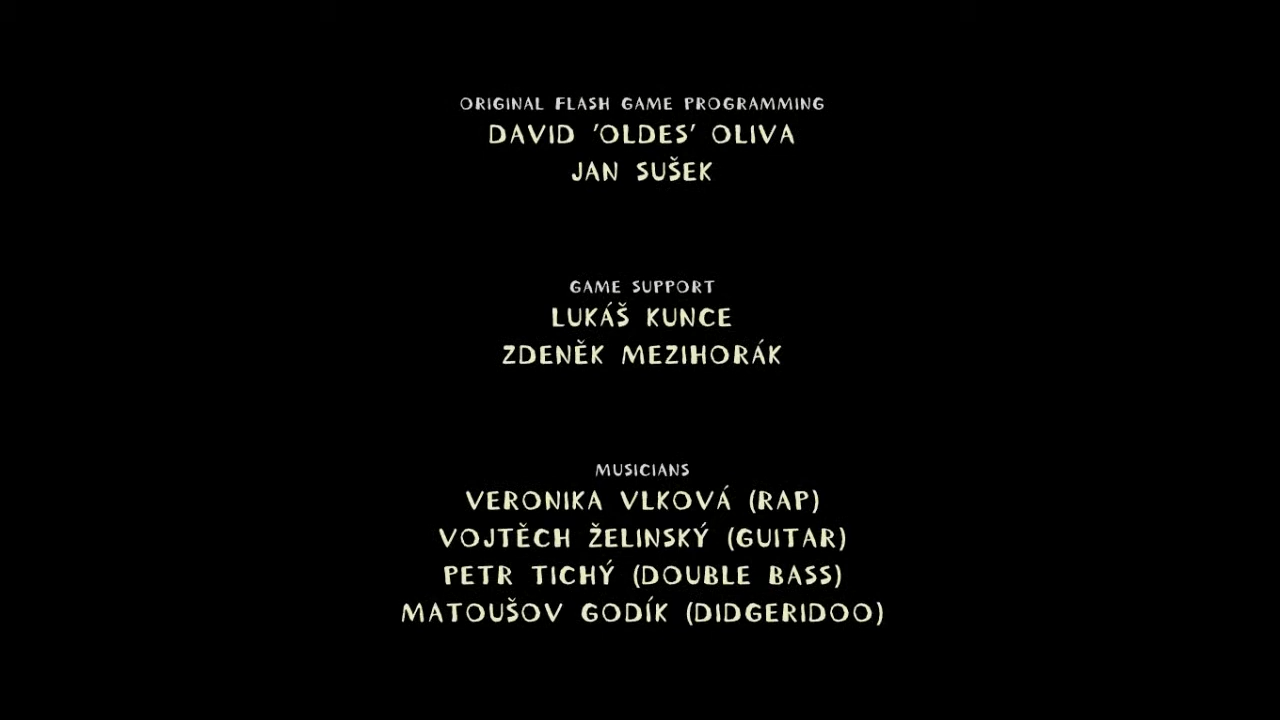 ORIGINAL FLASH GAME PROGRAMMING
DAVID 'OLDES' OLIVA
JAN SUŠEK
GAME SUPPORT
LUKÁŠ KUNCE
ZDENĚK MEZIHORÁK
MUSICIANS
VERONIKA VLKOVÁ (RAP)
VOJTĚCH ŽELINSKÝ (GUITAR)
PETR TICHÝ (DOUBLE BASS)
MATOUŠOV GODÍK (DIDGERIDOO)